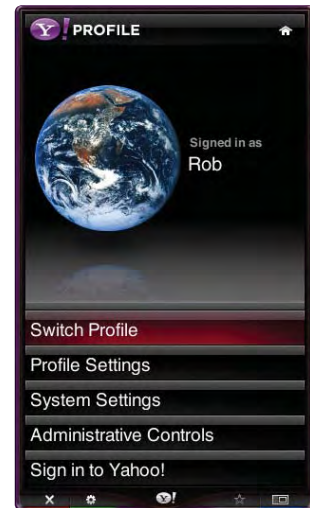 Y! PROFILE
Signed in as
Rob
Switch Profile
Profile Settings
System Settings
Administrative Controls
Sign in to Yahoo!
Y!